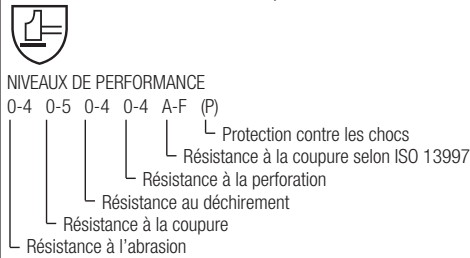 NIVEAUX DE PERFORMANCE
0-4 0-5 0-4 0-4 A-F (P)
Protection contre les chocs
Résistance à la coupure selon ISO 13997
Résistance à la perforation
Résistance au déchirement
Résistance à la coupure
Résistance à l'abrasion